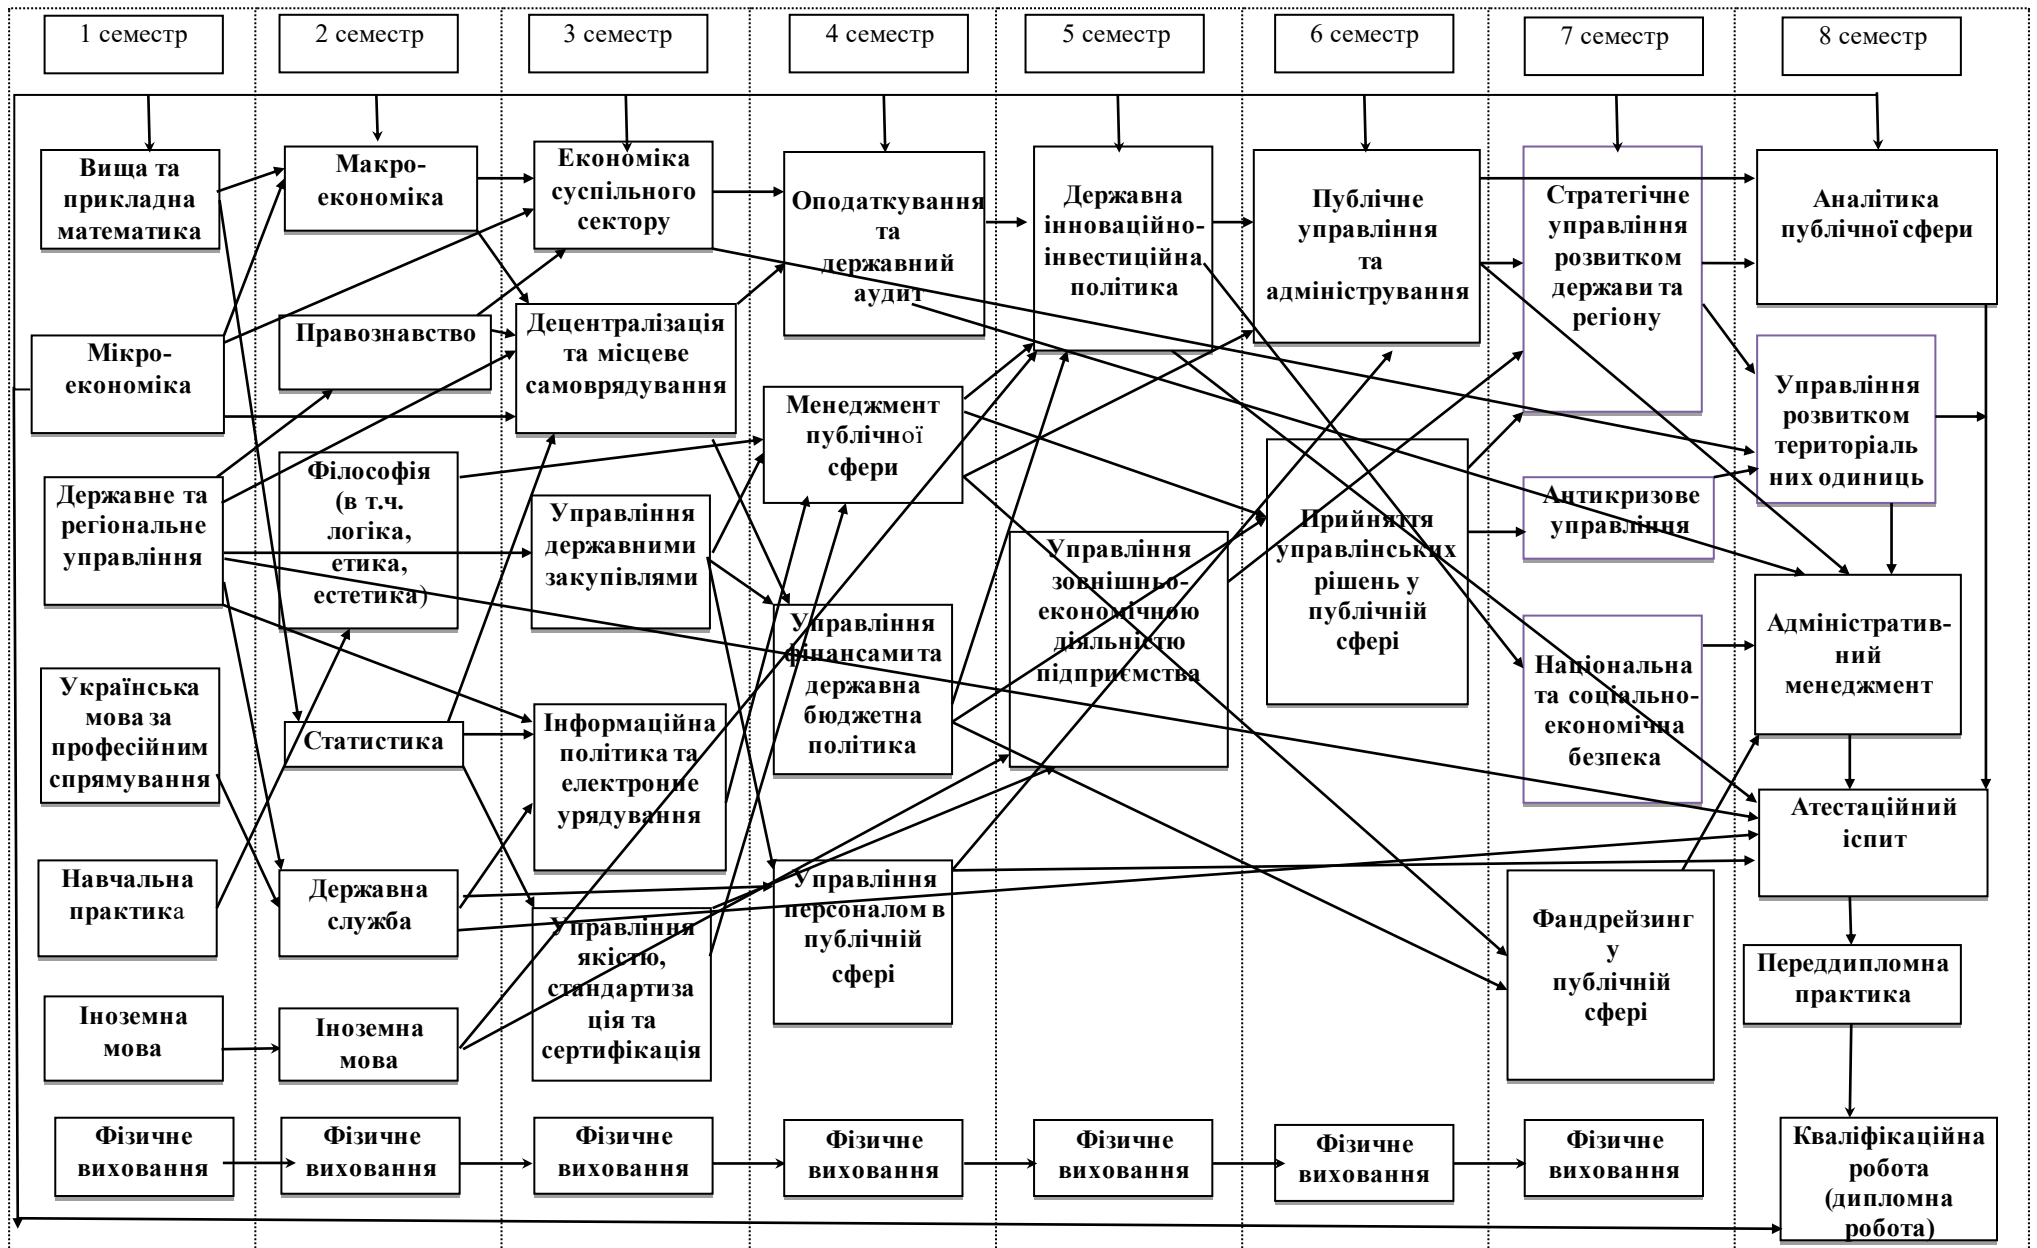 1 семестр
2 семестр
3 семестр
4 семестр
5 семестр
6 семестр
7 семестр
8 семестр
Вища та
прикладна
математика
Мікро-
економіка
Державне та
регіональне
управління
Українська
мова за
професійним
спрямування
Навчальна
практика
Іноземна
мова
Фізичне
виховання
Макро-
економіка
Правознавство
Філософія
(в т.ч.
логіка,
етика,
естетика)
Статистика
Державна
служба
Іноземна
мова
Фізичне
виховання
Економіка
суспільного
сектору
Децентралізація
та місцеве
самоврядування
Управління
державними
закупівлями
Інформаційна
політика та
електронне
урядування
Управління
якістю,
стандартиза
ція та
сертифікація
Фізичне
виховання
Оподаткування
та
державний
аудит
Менеджмент
публічної
сфери
Управління
фінансами та
державна
бюджетна
політика
Управління
персоналом в
публічній
сфері
Фізичне
виховання
Державна
інноваційно-
інвестиційна
політика
Управління
зовнішньо-
економічною
діяльністю
підприємства
Фізичне
виховання
Публічне
управління
та
адміністрування
Прийняття
управлінських
рішень у
публічній
сфері
Фізичне
виховання
Стратегічне
управління
розвитком
держави та
регіону
Антикризове
управління
Національна
та соціально-
економічна
безпека
Фандрейзинг
у
публічній
сфері
Фізичне
виховання
Аналітика
публічної сфери
Управління
розвитком
територіаль
них одиниць
Адміністратив-
ний
менеджмент
Атестаційний
іспит
Переддипломна
практика
Кваліфікаційна
робота
(дипломна
робота)